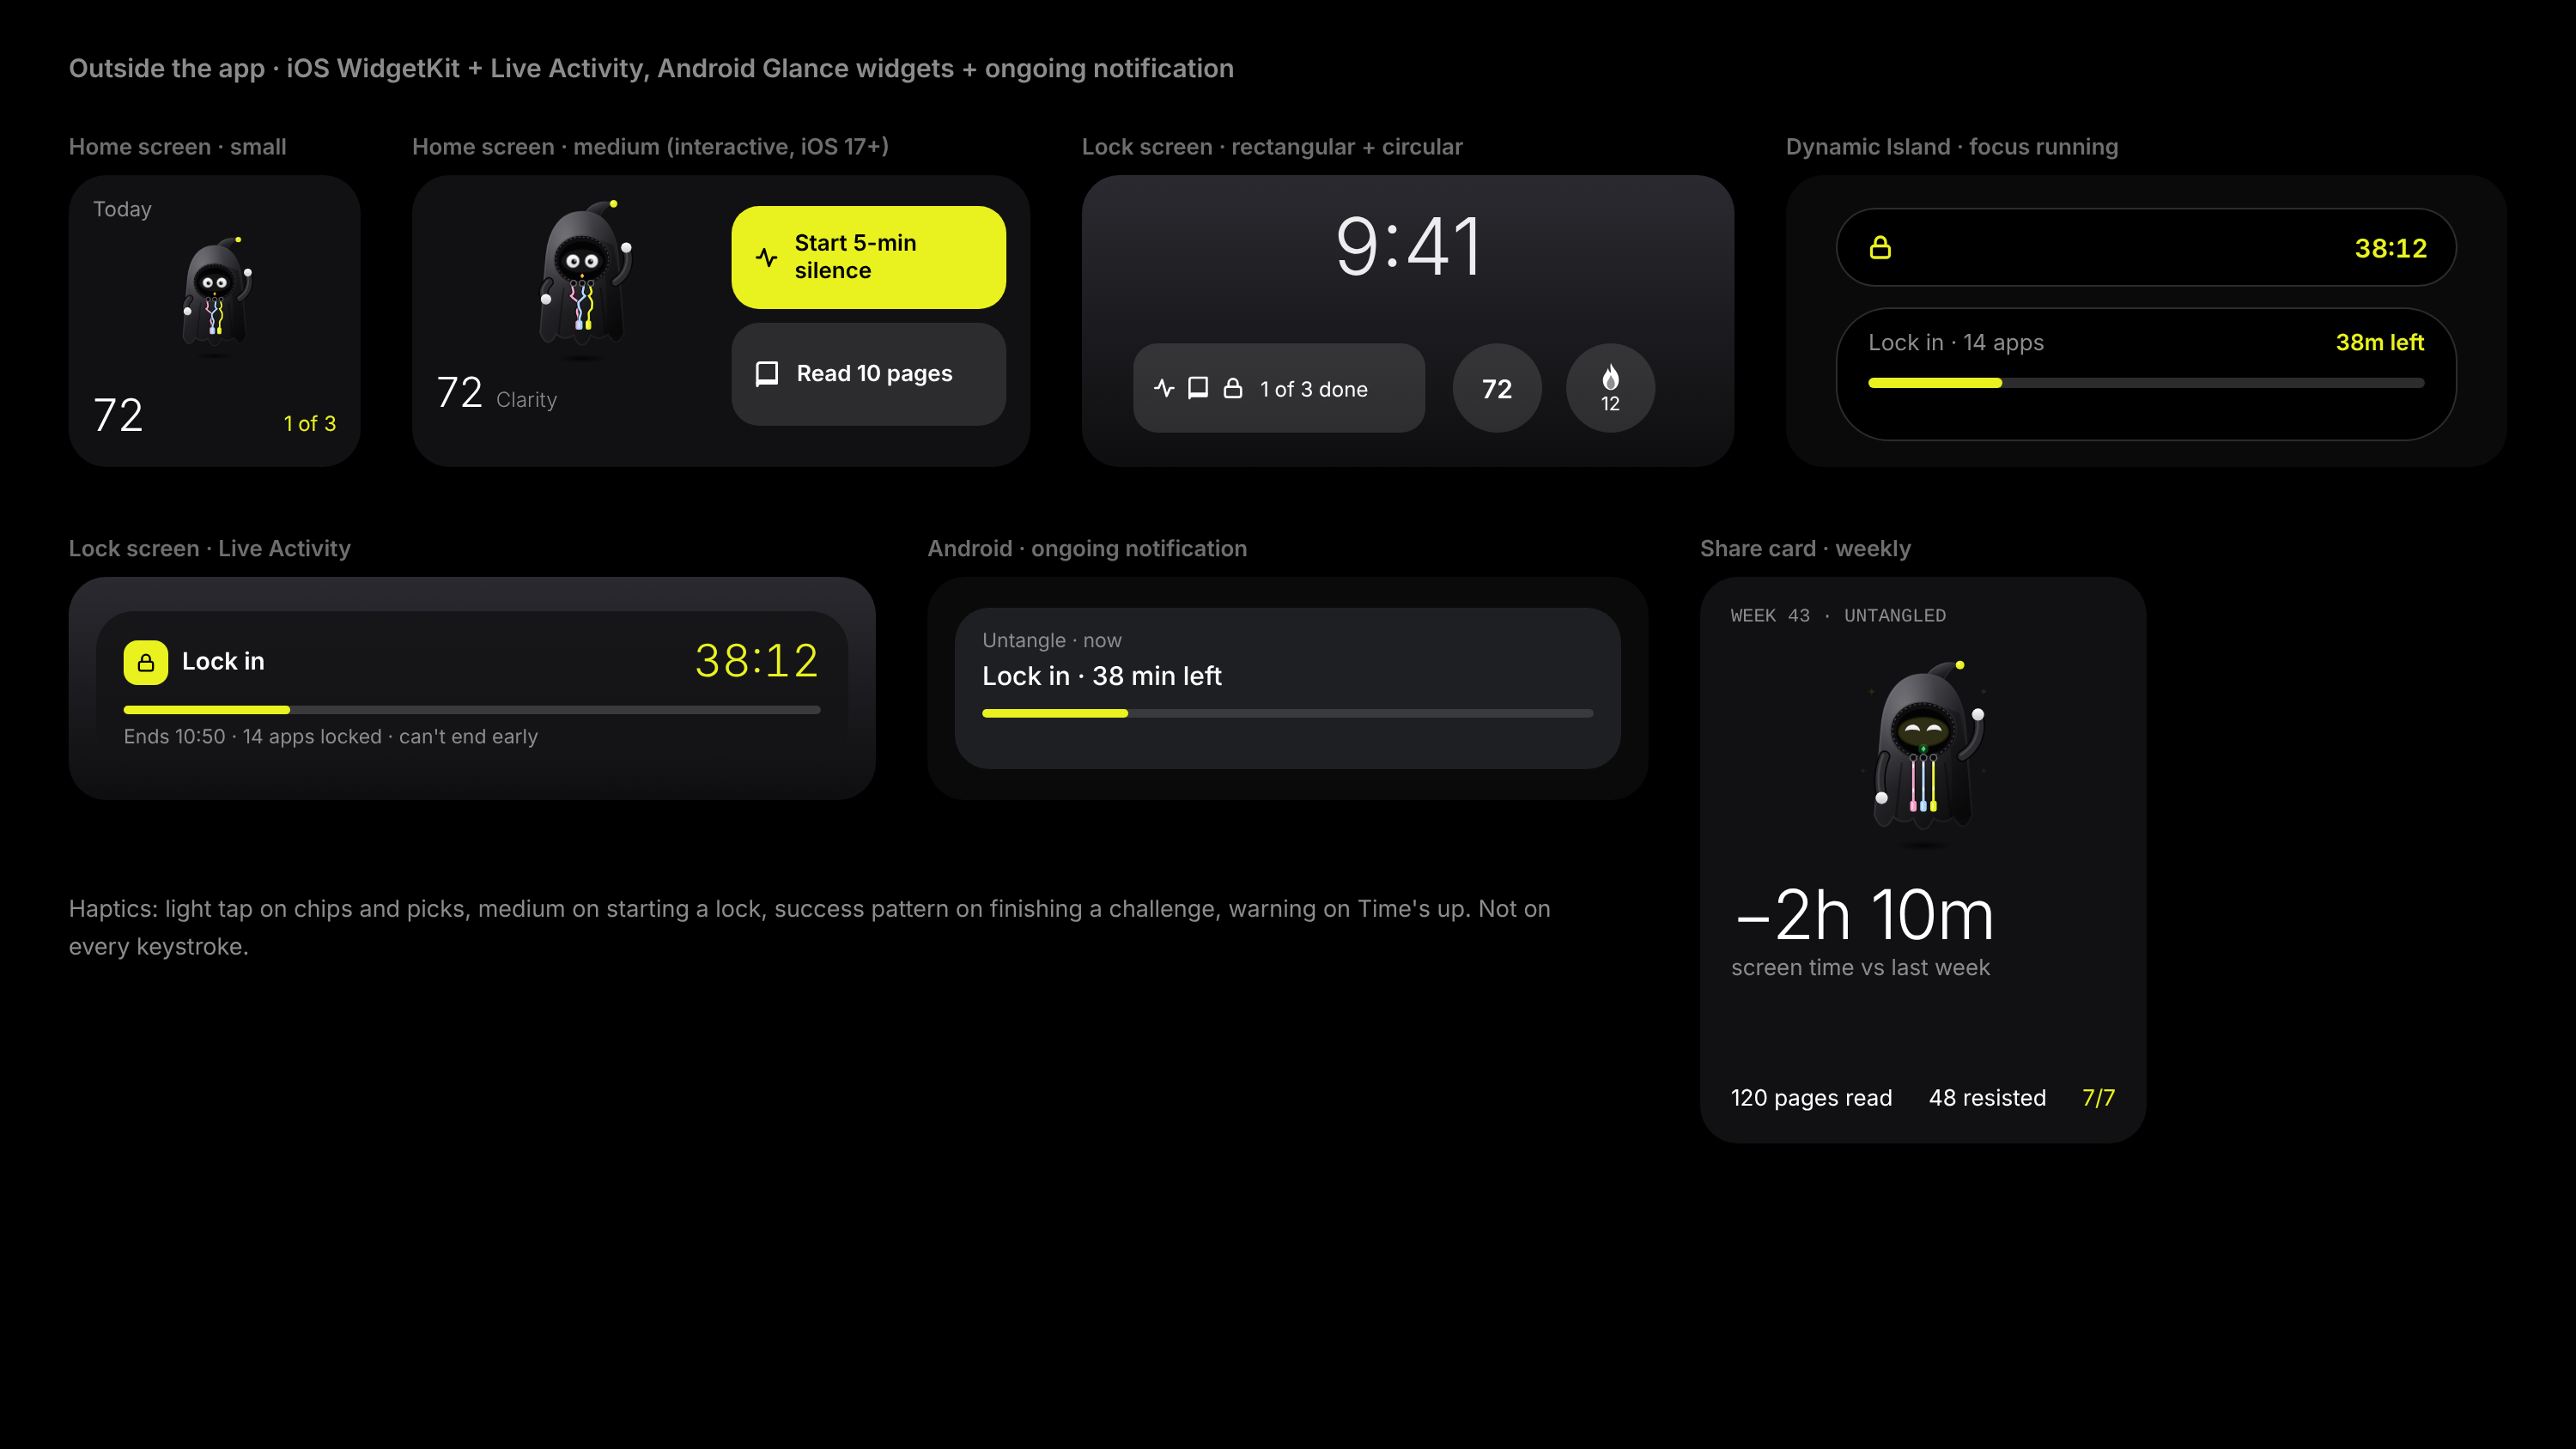 Outside the app · iOS WidgetKit + Live Activity, Android Glance widgets + ongoing notification
Home screen · small
Today
72
1 of 3
Home screen · medium (interactive, iOS 17+)
72 Clarity
Start 5-min
silence
Read 10 pages
Lock screen · rectangular + circular
9:41
1 of 3 done
72
12
Dynamic Island · focus running
38:12
Lock in · 14 apps
38m left
Lock screen · Live Activity
Lock in
38:12
Ends 10:50 · 14 apps locked · can't end early
Android · ongoing notification
Untangle · now
Lock in · 38 min left
Share card · weekly
WEEK 43 · UNTANGLED
−2h 10m
screen time vs last week
120 pages read
48 resisted
7/7
Haptics: light tap on chips and picks, medium on starting a lock, success pattern on finishing a challenge, warning on Time's up. Not on
every keystroke.